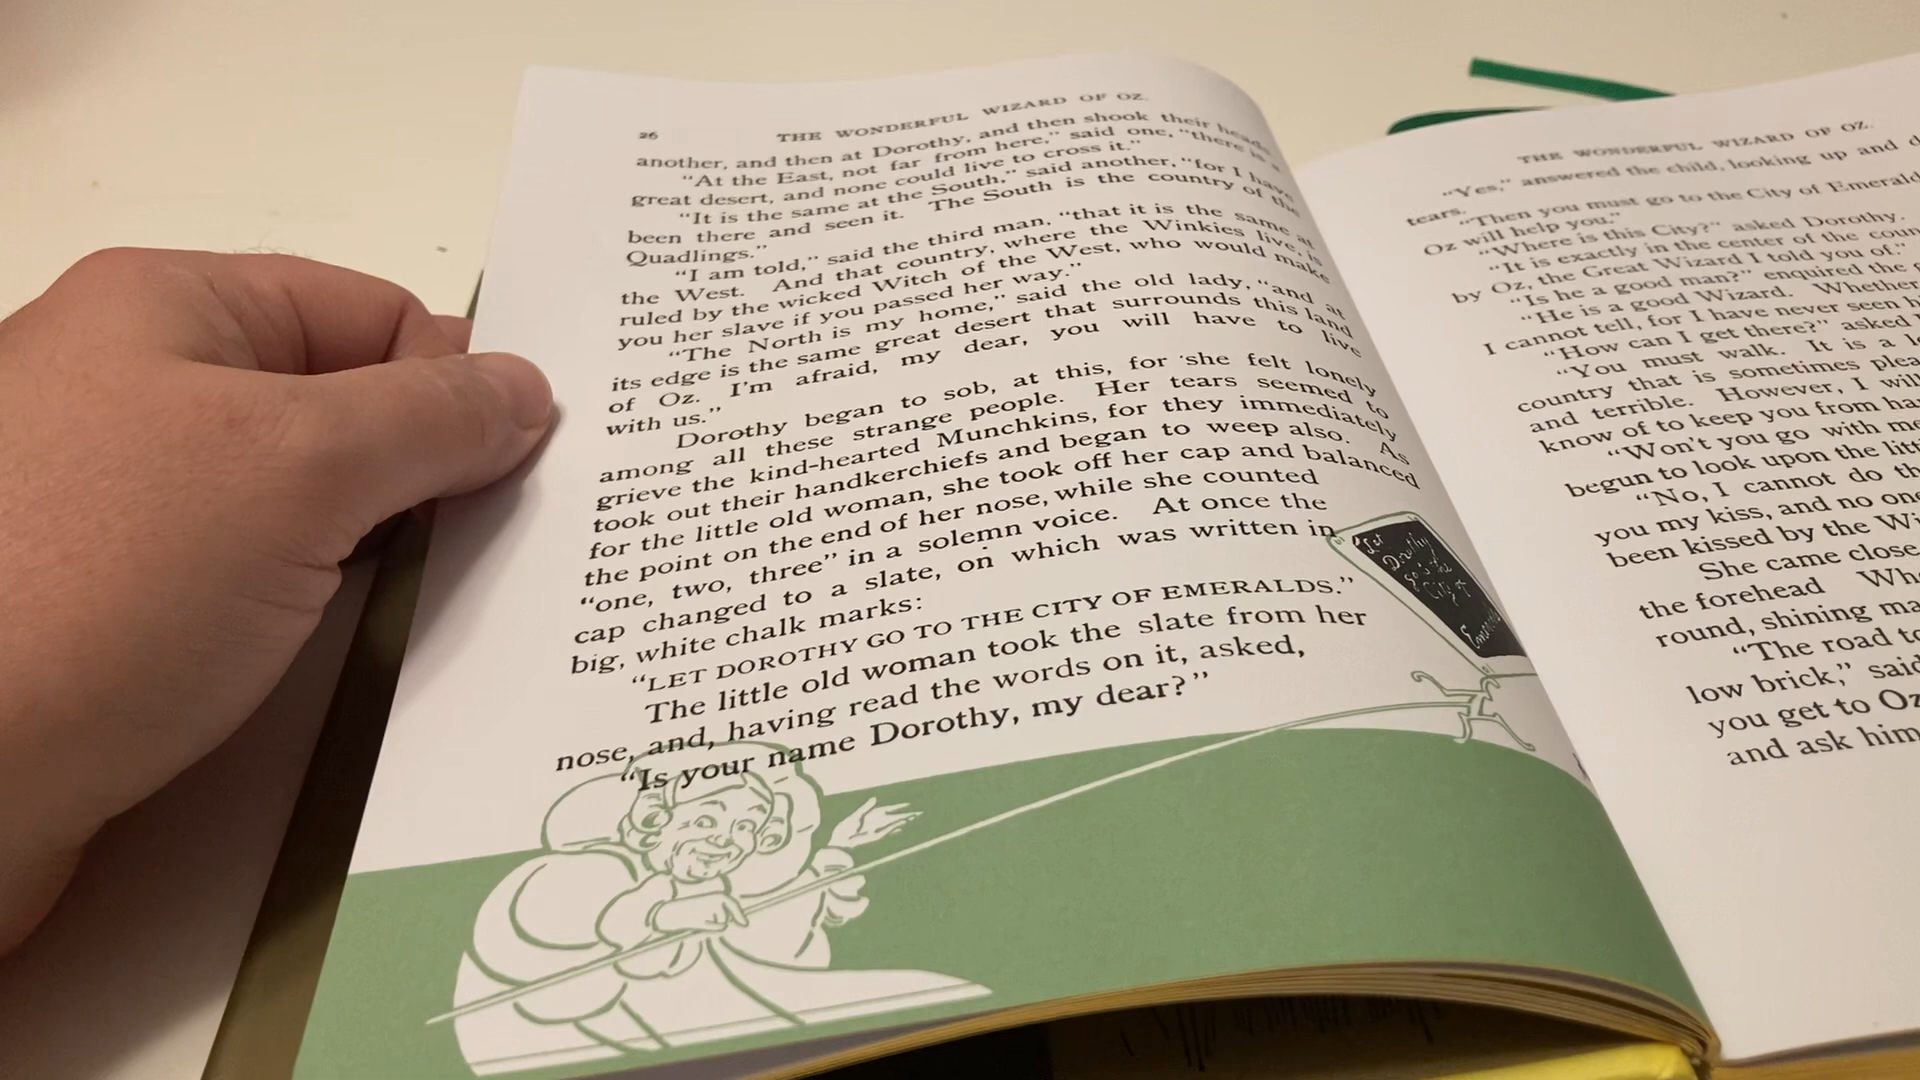 26
THE WONDERFUL WIZARD OF OZ.
another, and then at Dorothy, and then shook their heads.
“At the East, not far from here,” said one, “there is a
great desert, and none could live to cross it.”
“It is the same at the South,” said another, “for I have
been there and seen it. The South is the country of the
Quadlings.”
“I am told,” said the third man, “that it is the same at
the West. And that country, where the Winkies live, is
ruled by the wicked Witch of the West, who would make
you her slave if you passed her way.”
“The North is my home,” said the old lady, “and at
its edge is the same great desert that surrounds this land
of Oz. I’m afraid, my dear, you will have to live
with us.”
Dorothy began to sob, at this, for she felt lonely
among all these strange people. Her tears seemed to
grieve the kind-hearted Munchkins, for they immediately
took out their handkerchiefs and began to weep also. As
for the little old woman, she took off her cap and balanced
the point on the end of her nose, while she counted
“one, two, three” in a solemn voice. At once the
cap changed to a slate, on which was written in
big, white chalk marks:
“LET DOROTHY GO TO THE CITY OF EMERALDS.”
The little old woman took the slate from her
nose, and, having read the words on it, asked,
“Is your name Dorothy, my dear?”
Let
Dorothy
go to the
City of
THE WONDERFUL WIZARD OF OZ.
“Yes,” answered the child, looking up and
tears.
“Then you must go to the City of
Oz will help you.”
“Where is this City?” asked Dorothy.
“It is exactly in the center of the
by Oz, the Great Wizard I told you of.”
“Is he a good man?” enquired the
“He is a good Wizard. Whether
I cannot tell, for I have never seen
“How can I get there?” asked
“You must walk. It is a
country that is sometimes
and terrible. However, I will
know of to keep you from
“Won’t you go with
begun to look upon the
“No, I cannot do
you my kiss, and no
been kissed by the
She came close
the forehead
round, shining
“The road to
low brick,” said
you get to Oz
and ask him